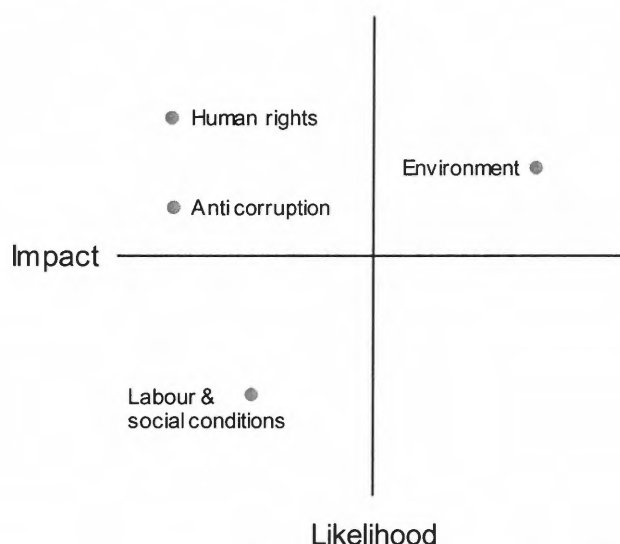 Human rights
Environment
Anti corruption
Impact
Labour &
social conditions
Likelihood